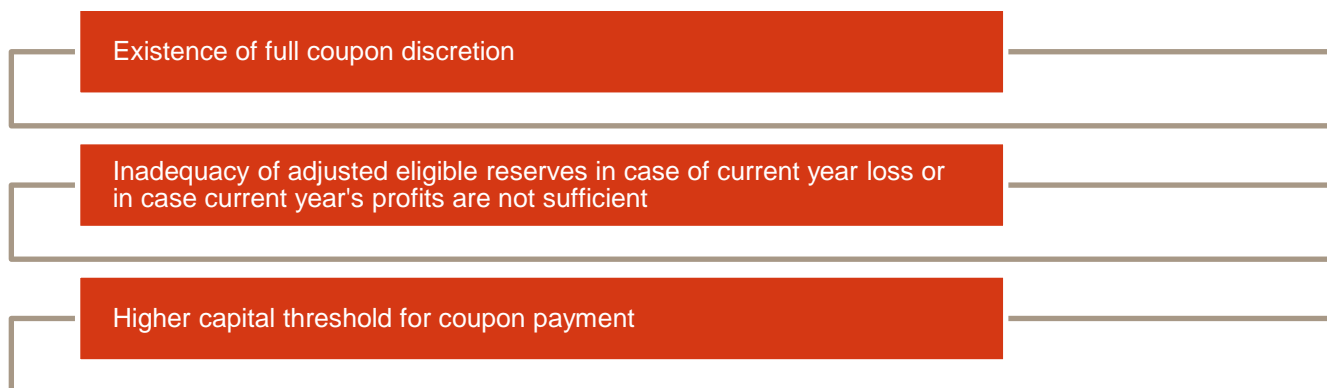 Existence of full coupon discretion
Inadequacy of adjusted eligible reserves in case of current year loss or
in case current year's profits are not sufficient
Higher capital threshold for coupon payment